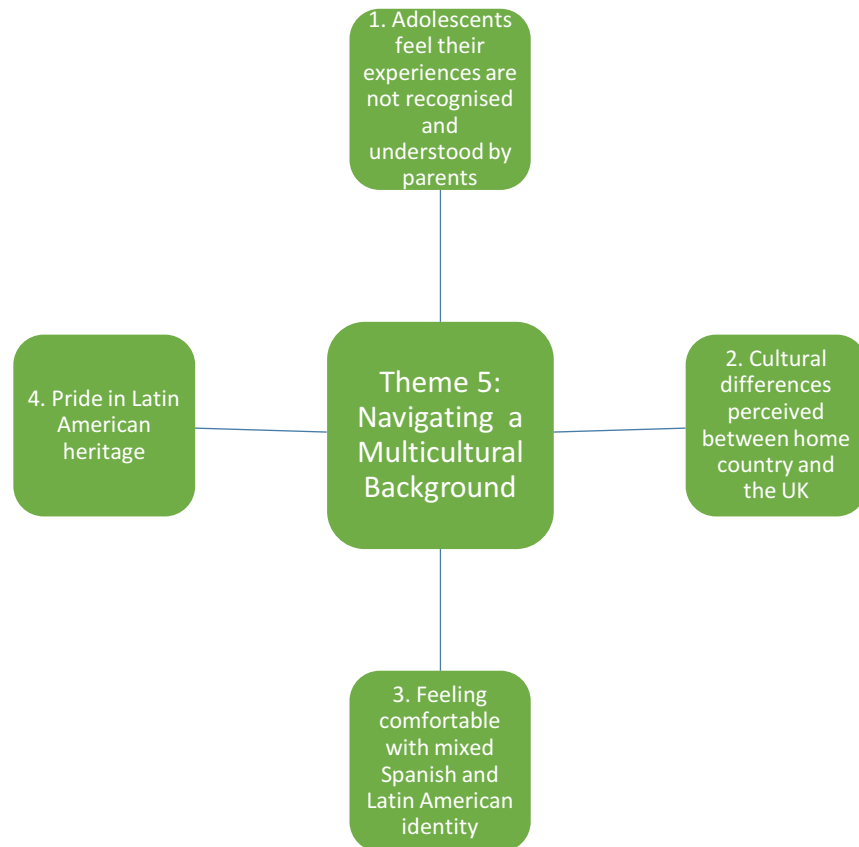 1. Adolescents
feel their
experiences are
not recognised
and
understood by
parents
Theme 5:
Navigating a
Multicultural
Background
2. Cultural
differences
perceived
between home
country and
the UK
3. Feeling
comfortable
with mixed
Spanish and
Latin American
identity
4. Pride in Latin
American
heritage